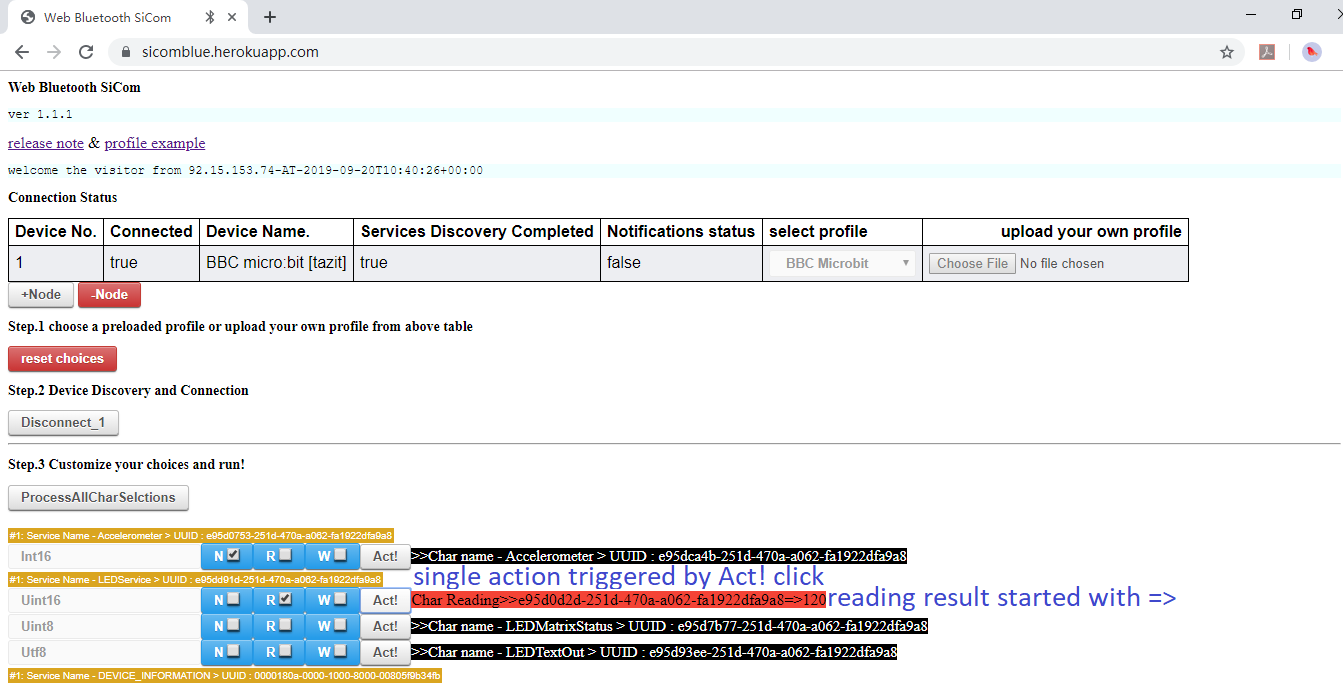 Web Bluetooth SiCom
sicomblue.herokuapp.com
Web Bluetooth SiCom
ver 1.1.1
release note & profile example
welcome the visitor from 92.15.153.74-AT-2019-09-20T10:40:26+00:00
Connection Status
Device No. Connected Device Name. Services Discovery Completed Notifications status select profile upload your own profile
1 true BBC micro:bit [tazit] true false BBC Microbit Choose File No file chosen
+Node -Node
Step.1 choose a preloaded profile or upload your own profile from above table
reset choices
Step.2 Device Discovery and Connection
Disconnect_1
Step.3 Customize your choices and run!
ProcessAllCharSelctions
#1: Service Name - Accelerometer > UUID : e95d0753-251d-470a-a062-fa1922dfa9a8
Int16 N R W Act! >>Char name - Accelerometer > UUID : e95dca4b-251d-470a-a062-fa1922dfa9a8
#1: Service Name - LEDService > UUID : e95dd91d-251d-470a-a062-fa1922dfa9a8
single action triggered by Act! click
Uint16 N R W Act! Char Reading>>e95d0d2d-251d-470a-a062-fa1922dfa9a8=>120 reading result started with =>
Uint8 N R W Act! >>Char name - LEDMatrixStatus > UUID : e95d7b77-251d-470a-a062-fa1922dfa9a8
Utf8 N R W Act! >>Char name - LEDTextOut > UUID : e95d93ee-251d-470a-a062-fa1922dfa9a8
#1: Service Name - DEVICE_INFORMATION > UUID : 0000180a-0000-1000-8000-00805f9b34fb